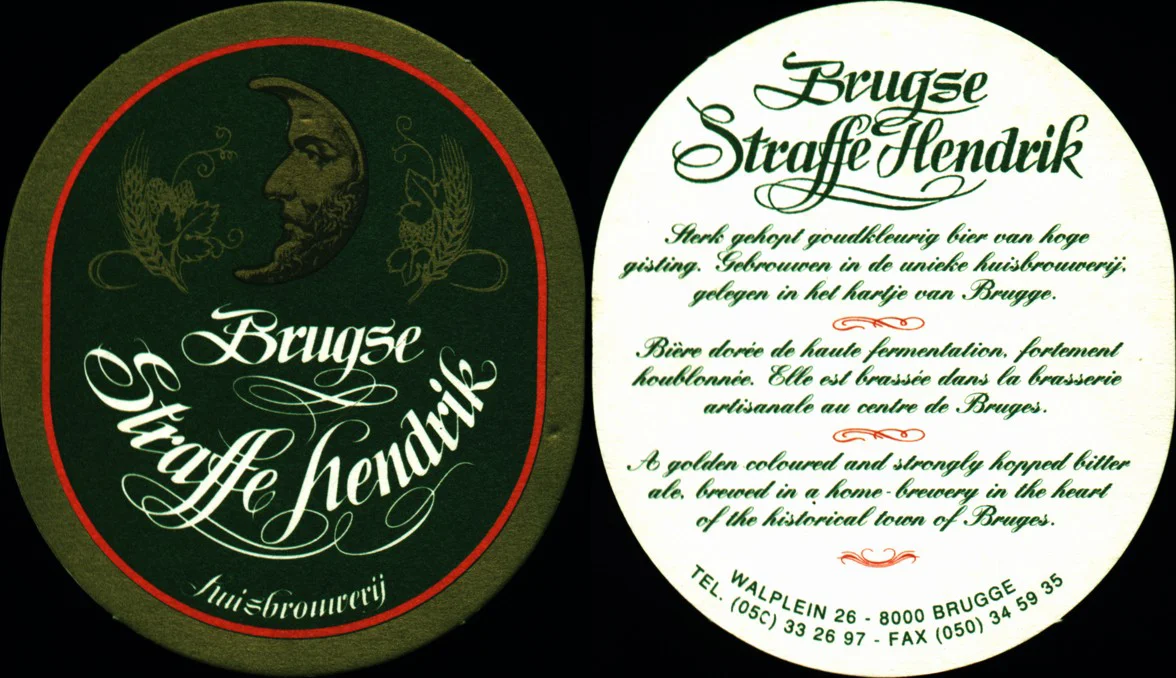 Brugse
Straffe Hendrik
huisbrouwerij
Brugse
Straffe Hendrik
Sterk gehopt goudkleurig bier van hoge
gisting. Gebrouwen in de unieke huisbrouwerij,
gelegen in het hartje van Brugge.
Bière dorée de haute fermentation, fortement
houblonnée. Elle est brassée dans la brasserie
artisanale au centre de Bruges.
A golden coloured and strongly hopped bitter
ale, brewed in a home-brewery in the heart
of the historical town of Bruges.
WALPLEIN 26 - 8000 BRUGGE
TEL. (050) 33 26 97 - FAX (050) 34 59 35